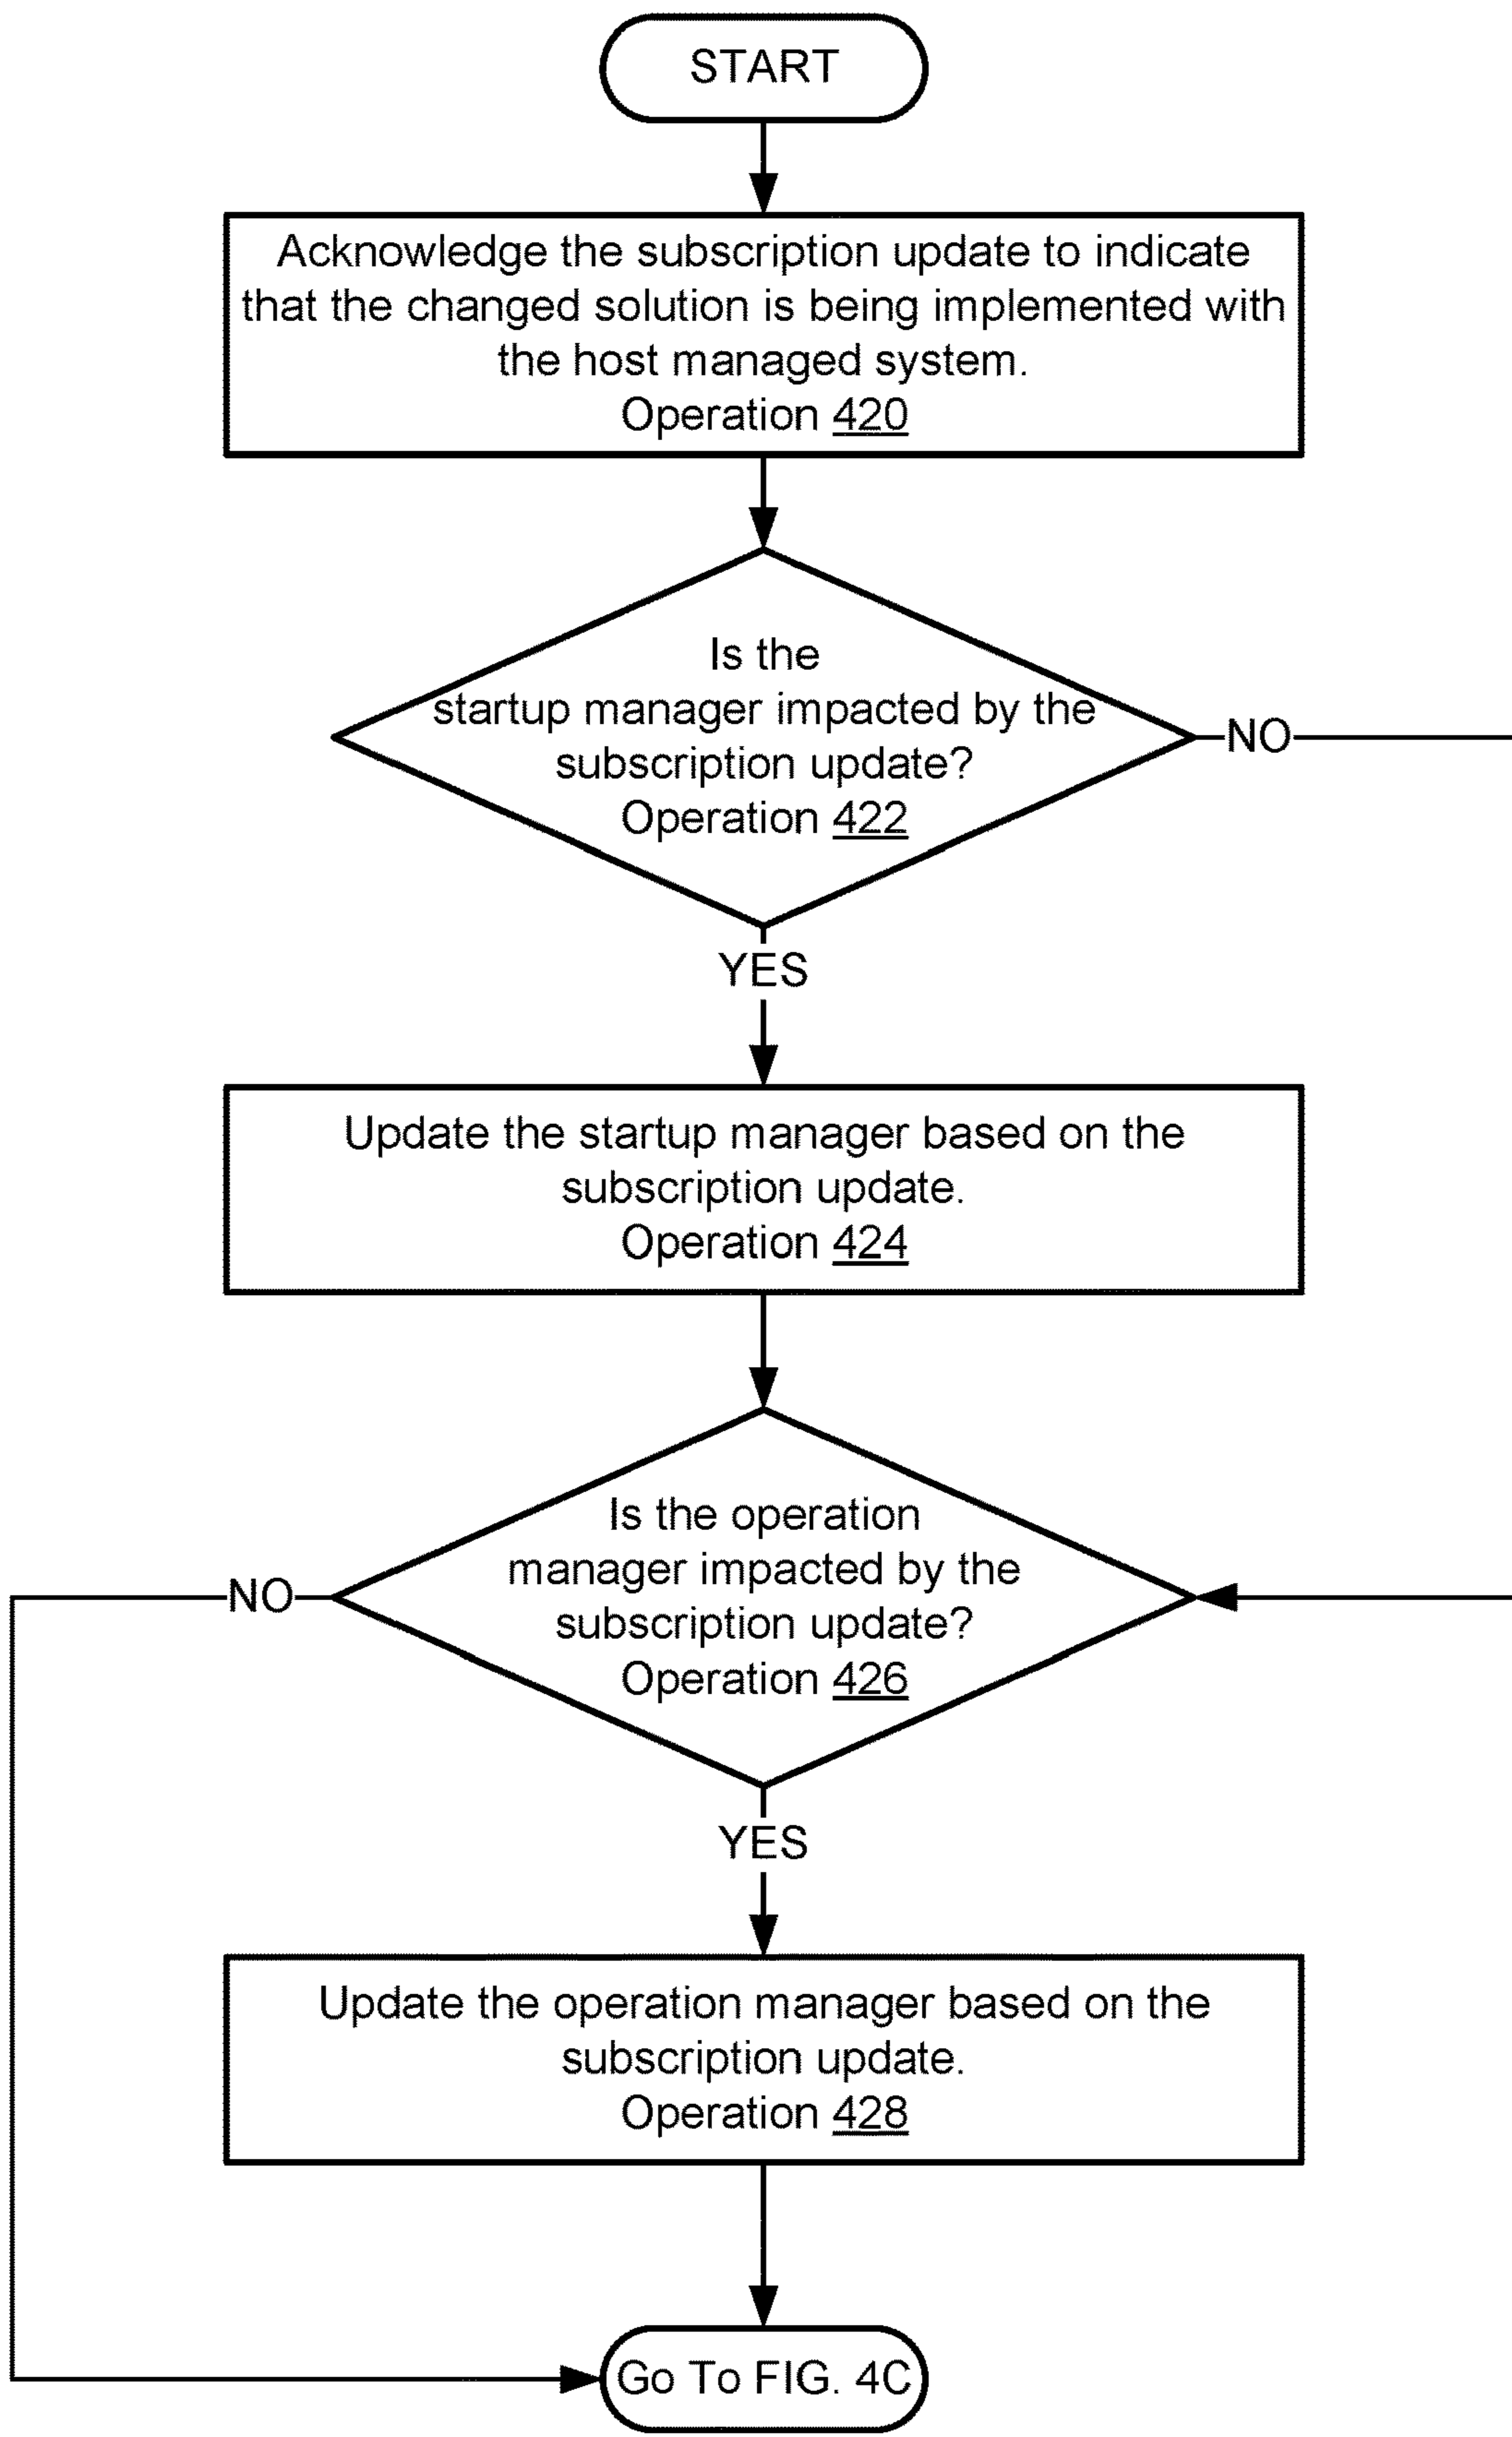 START
Acknowledge the subscription update to indicate
that the changed solution is being implemented with
the host managed system.
Operation 420
Is the
startup manager impacted by the
subscription update?
Operation 422
NO
YES
Update the startup manager based on the
subscription update.
Operation 424
Is the operation
manager impacted by the
subscription update?
Operation 426
NO
YES
Update the operation manager based on the
subscription update.
Operation 428
Go To FIG. 4C